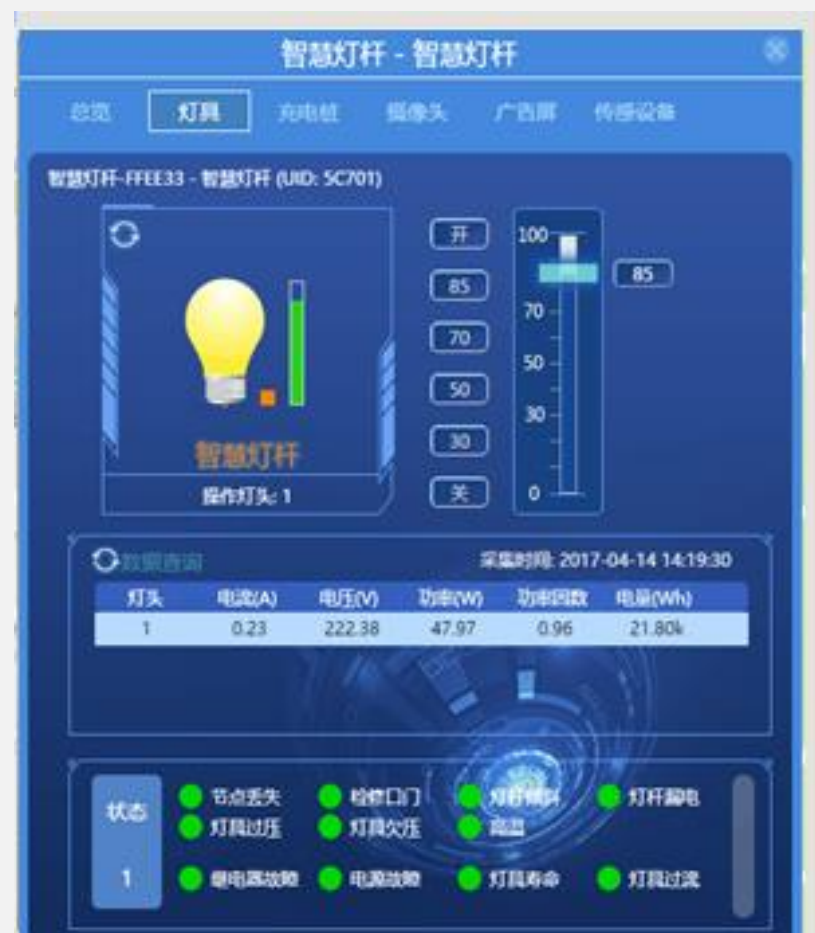 智慧灯杆 - 智慧灯杆
总览 灯具 充电桩 摄像头 广告屏 传感设备
智慧灯杆-FFEE33 - 智慧灯杆 (UID: 5C701)
开 100
85 85
70 70
50 50
30 30
关 0
智慧灯杆
操作灯头: 1
数据查询 采集时间: 2017-04-14 14:19:30
灯头 电流(A) 电压(V) 功率(W) 功率因数 电量(Wh)
1 0.23 222.38 47.97 0.96 21.80k
状态 节点丢失 检修口门 灯杆倾斜 灯杆漏电
灯具过压 灯具欠压 高温
1 继电器故障 电源故障 灯具寿命 灯具过流